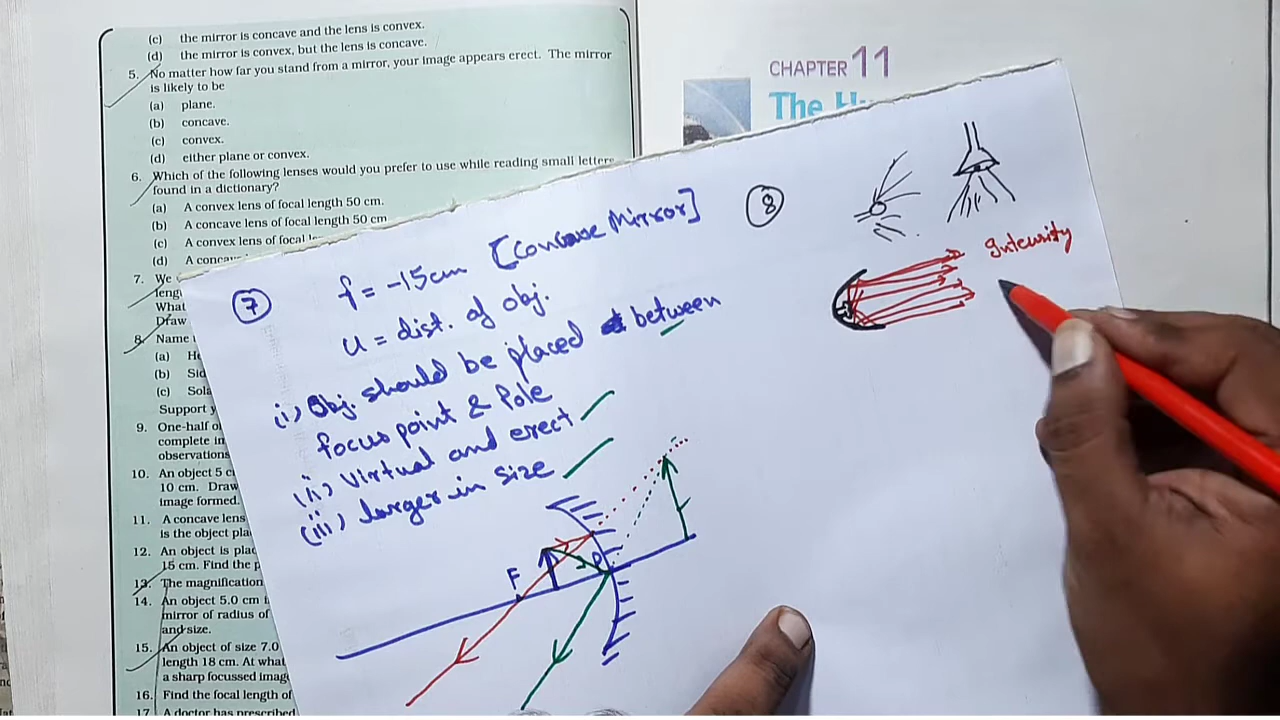 (c) the mirror is concave and the lens is convex.
(d) the mirror is convex, but the lens is concave.
5. No matter how far you stand from a mirror, your image appears erect. The mirror
is likely to be
(a) plane.
(b) concave.
(c) convex.
(d) either plane or convex.
6. Which of the following lenses would you prefer to use while reading small letters
found in a dictionary?
(a) A convex lens of focal length 50 cm.
(b) A concave lens of focal length 50 cm
(c) A convex lens of focal
(d) A
7. We
leng
What
Draw
8. Name
(a)
(b)
(c)
Support y
9. One-half o
complete in
observations
10. An object 5 c
10 cm. Draw
image formed.
11. A concave lens
is the object pla
12. An object is plac
15 cm. Find the p
13. The magnification
14. An object 5.0 cm
mirror of radius of
and size.
15. An object of size 7.0
length 18 cm. At what
a sharp focussed imag
16. Find the focal length of
17. A doctor has prescribed
CHAPTER 11
The
7
f = -15cm [Concave Mirror]
u = dist. of obj.
(i) Obj. should be placed between
focus point & Pole
(ii) Virtual and erect
(iii) larger in size
F
P
8
Intensity